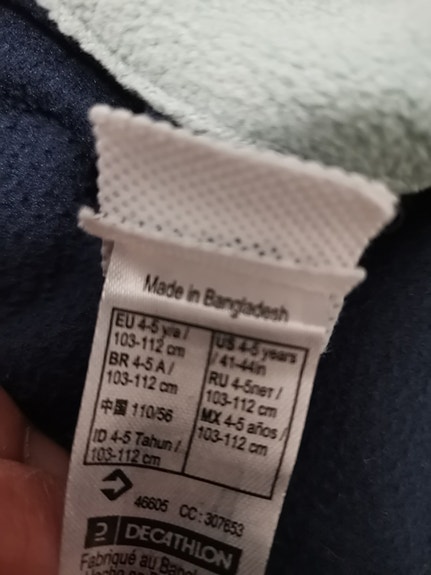 Made in Bangladesh
EU 4-5 y/a /
103-112 cm
BR 4-5 A /
103-112 cm
中国 110/56
ID 4-5 Tahun /
103-112 cm
US 4-5 years
/ 41-44in
RU 4-5лет /
103-112 cm
MX 4-5 años /
103-112 cm
46605 CC: 307653
DECATHLON
Fabriqué au